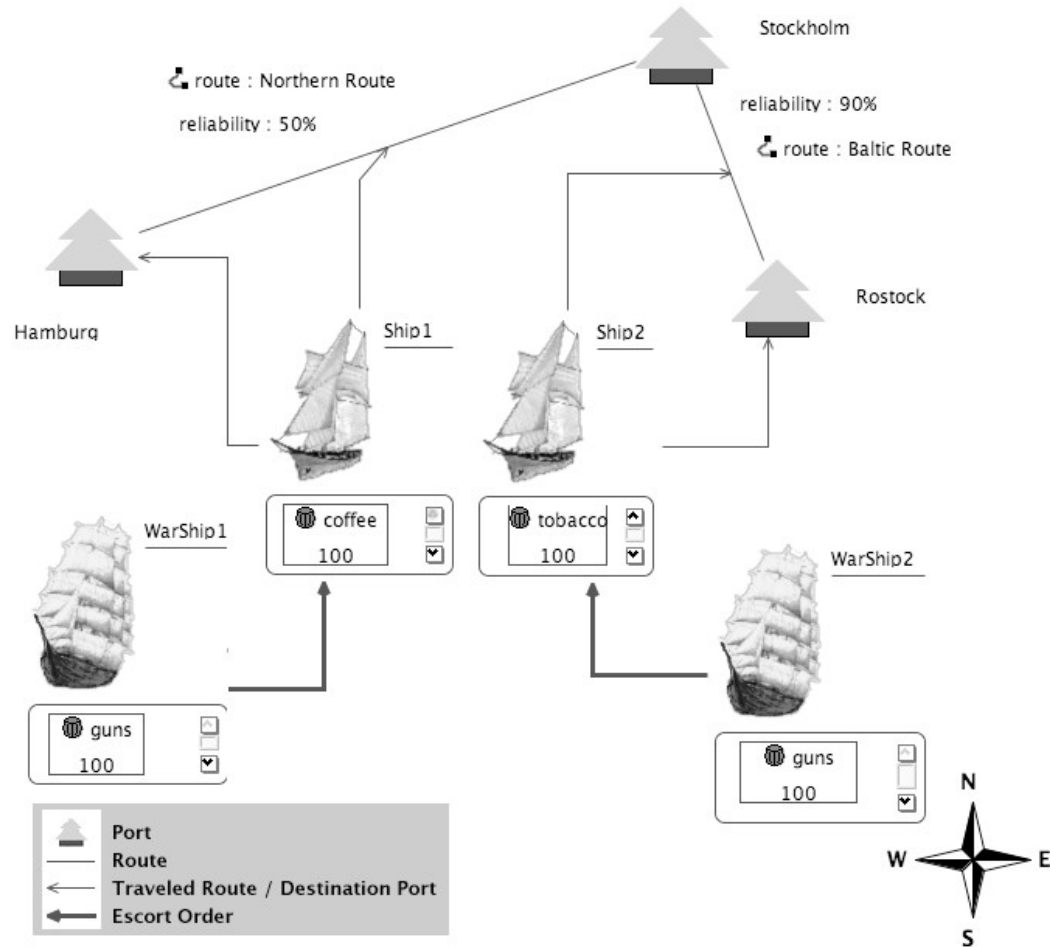 Stockholm
route : Northern Route
reliability : 50%
reliability : 90%
route : Baltic Route
Hamburg
Rostock
Ship1
Ship2
coffee
100
tobacco
100
WarShip1
WarShip2
guns
100
guns
100
Port
Route
Traveled Route / Destination Port
Escort Order
N
W
E
S